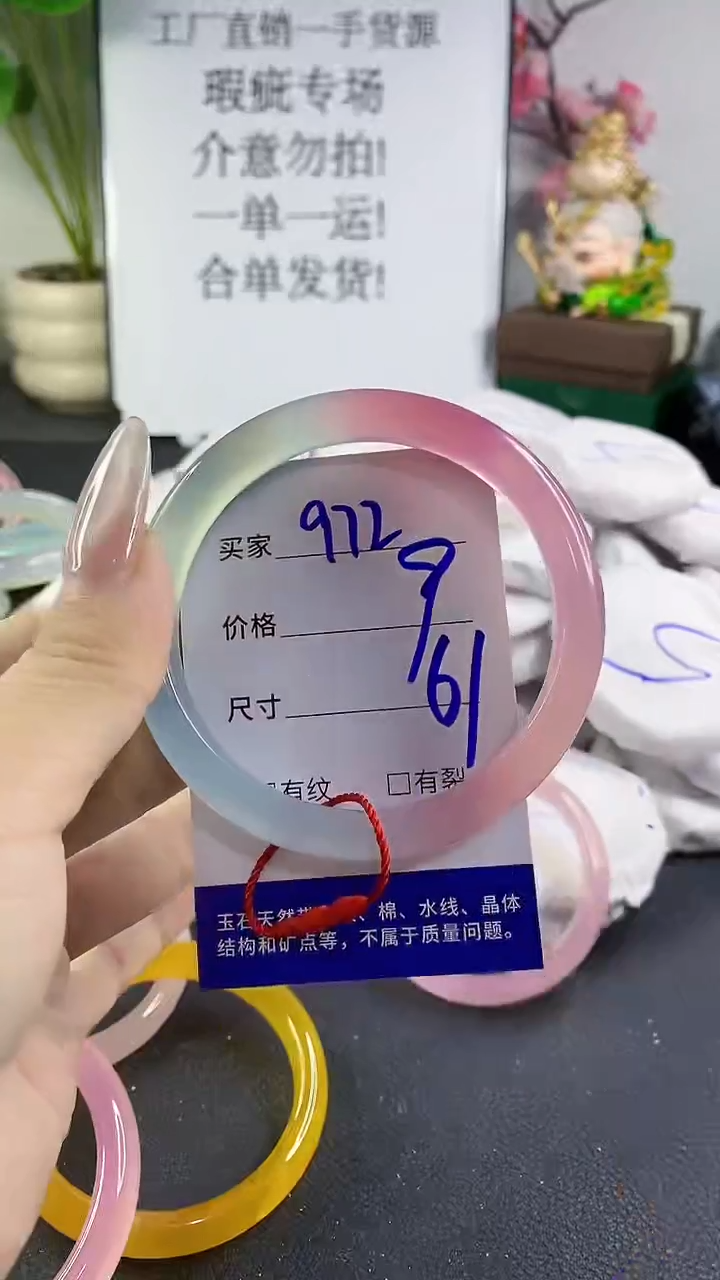 工厂直销一手货源
瑕疵专场
介意勿拍!
一单一运!
合单发货!
买家 972
价格 9
尺寸 61
有纹 □有裂
玉石天然 、棉、水线、晶体
结构和矿点等，不属于质量问题。